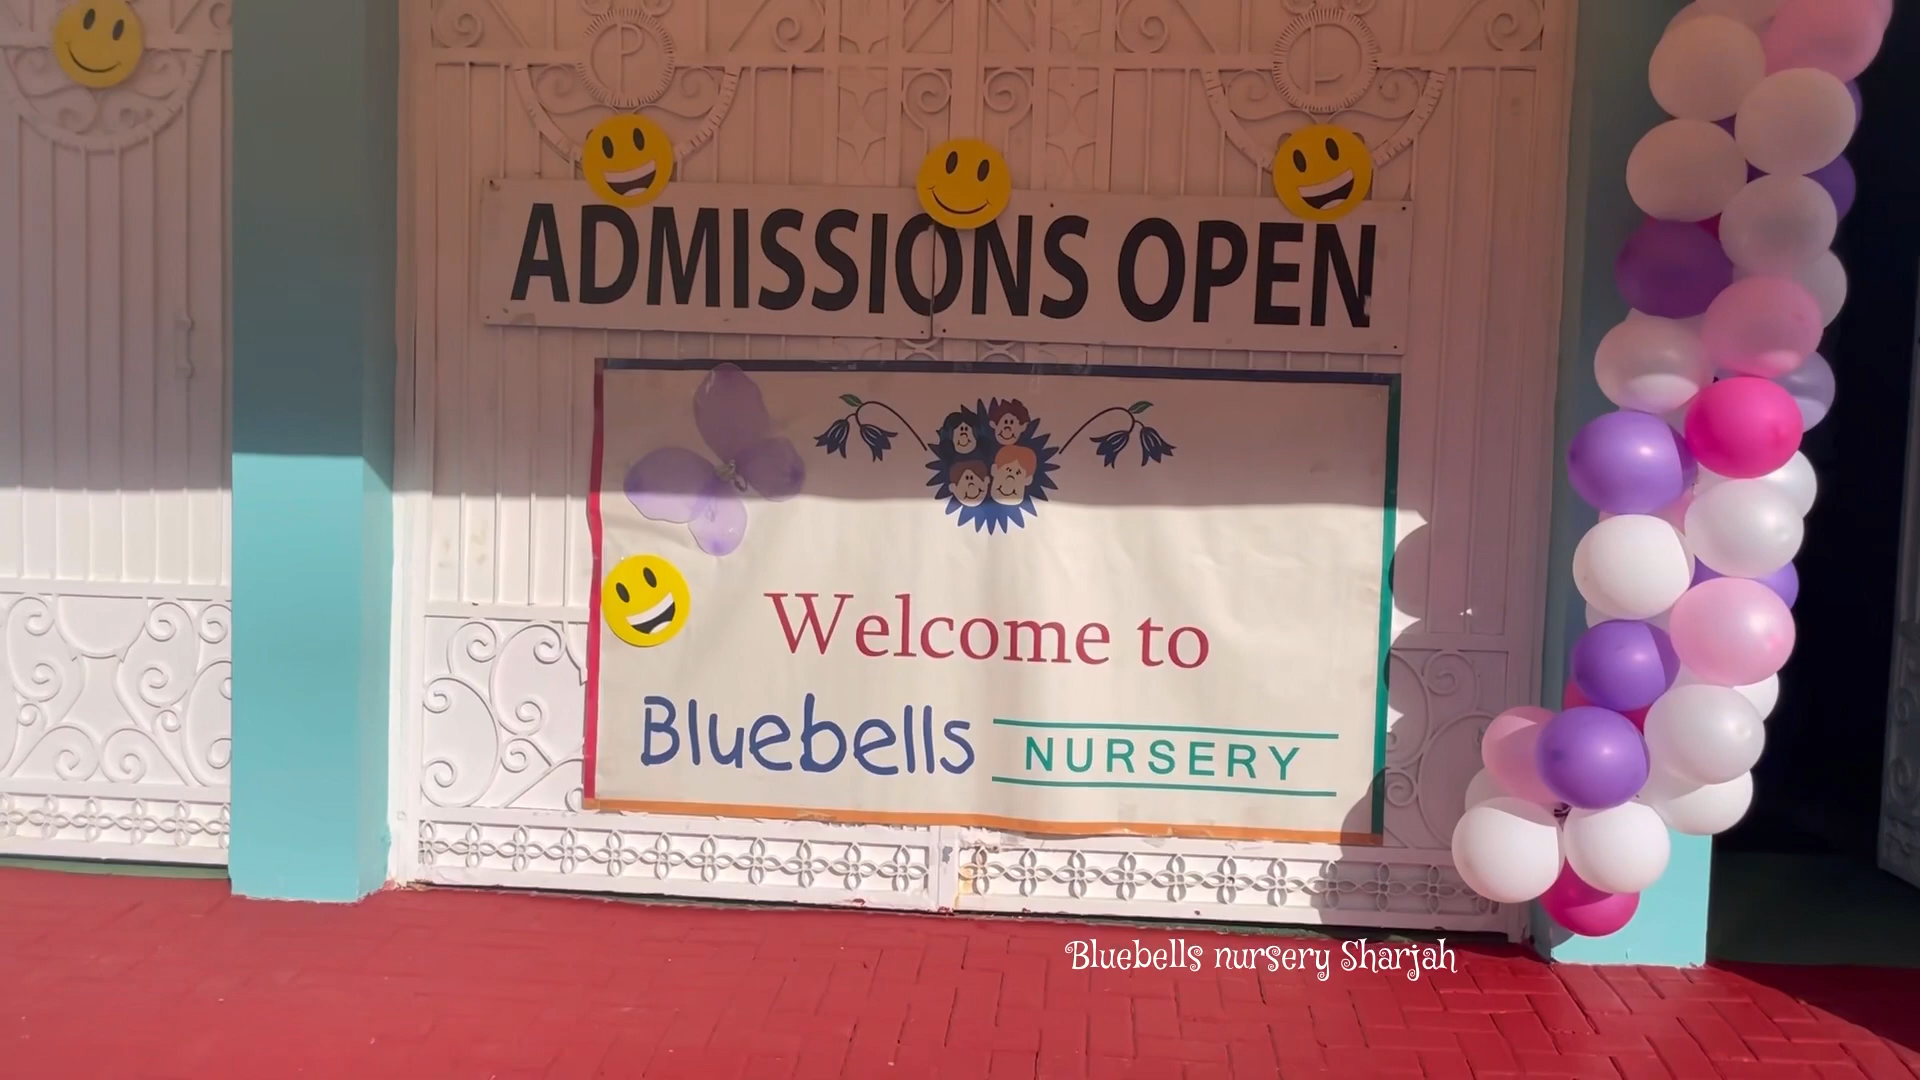 ADMISSIONS OPEN
Welcome to
Bluebells NURSERY
Bluebells nursery Sharjah